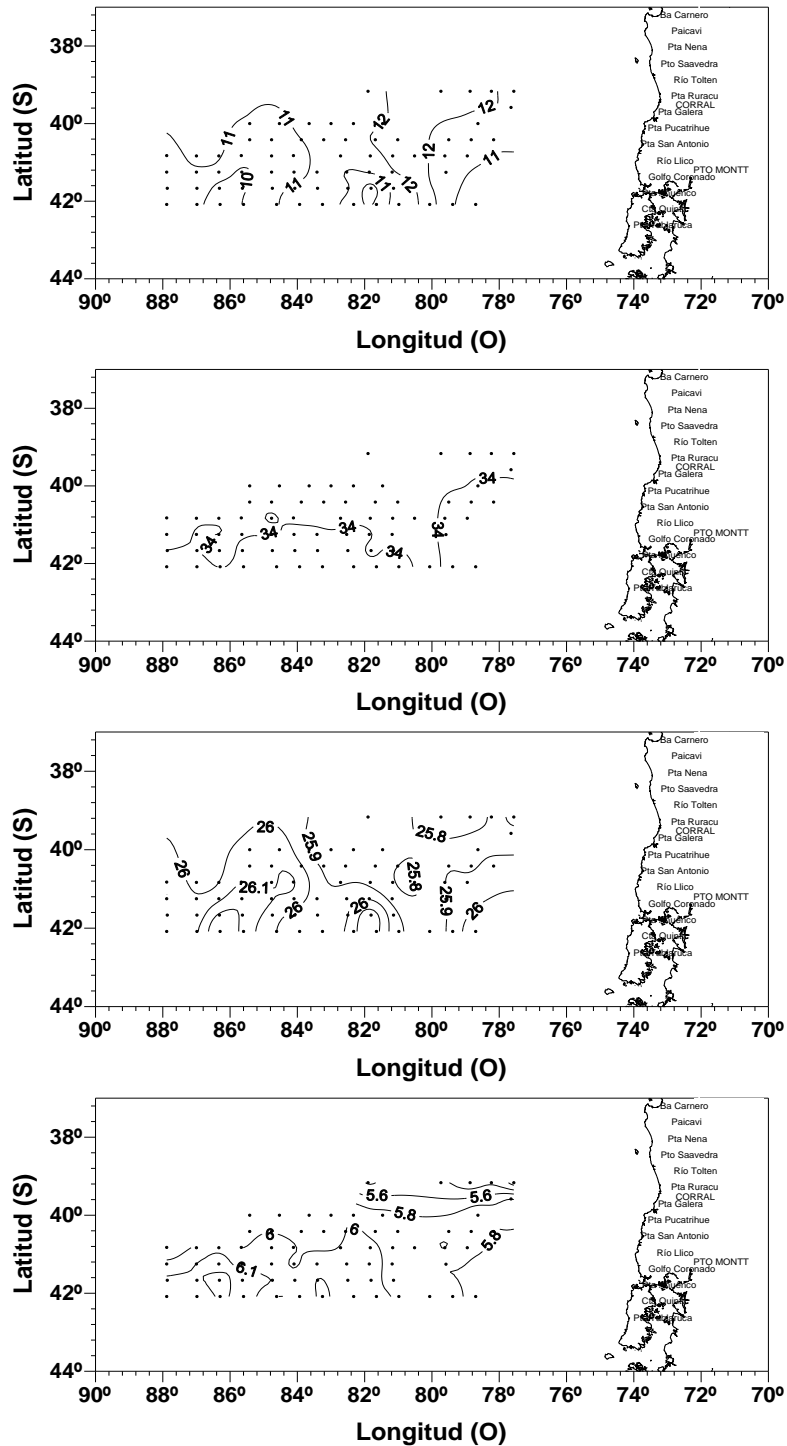 Latitud (S)
38º
40º
42º
44º
12
12
12
12
11
11
11
11
11
10
Ba Carnero
Paicavi
Pta Nena
Pto Saavedra
Río Tolten
Pta Ruracu
CORRAL
Pta Galera
Pta Pucatrihue
Pta San Antonio
Río Llico
PTO MONTT
Golfo Coronado
90º 88º 86º 84º 82º 80º 78º 76º 74º 72º 70º
Longitud (O)
Latitud (S)
38º
40º
42º
44º
34
34
34
34
34
34
Ba Carnero
Paicavi
Pta Nena
Pto Saavedra
Río Tolten
Pta Ruracu
CORRAL
Pta Galera
Pta Pucatrihue
Pta San Antonio
Río Llico
PTO MONTT
Golfo Coronado
90º 88º 86º 84º 82º 80º 78º 76º 74º 72º 70º
Longitud (O)
Latitud (S)
38º
40º
42º
44º
26
26
25.9
25.8
25.8
25.9
26.1
26
26
26
Ba Carnero
Paicavi
Pta Nena
Pto Saavedra
Río Tolten
Pta Ruracu
CORRAL
Pta Galera
Pta Pucatrihue
Pta San Antonio
Río Llico
PTO MONTT
Golfo Coronado
90º 88º 86º 84º 82º 80º 78º 76º 74º 72º 70º
Longitud (O)
Latitud (S)
38º
40º
42º
44º
5.6
5.6
5.8
5.8
6
6
6.1
Ba Carnero
Paicavi
Pta Nena
Pto Saavedra
Río Tolten
Pta Ruracu
CORRAL
Pta Galera
Pta Pucatrihue
Pta San Antonio
Río Llico
PTO MONTT
Golfo Coronado
90º 88º 86º 84º 82º 80º 78º 76º 74º 72º 70º
Longitud (O)